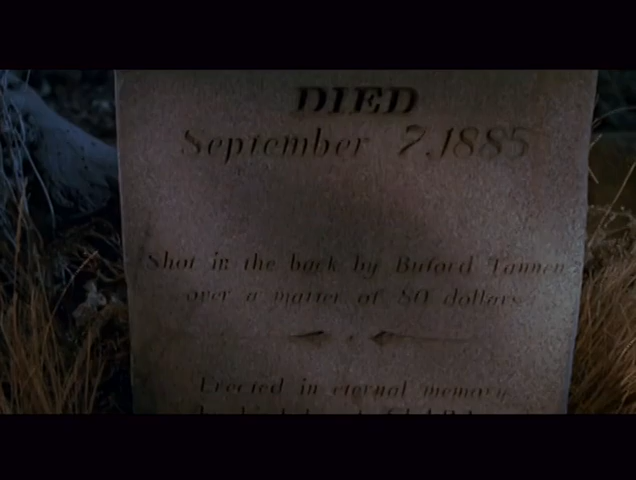 DIED
September 7, 1885
Shot in the back by Buford Tannen
over a matter of 80 dollars
Erected in eternal memory